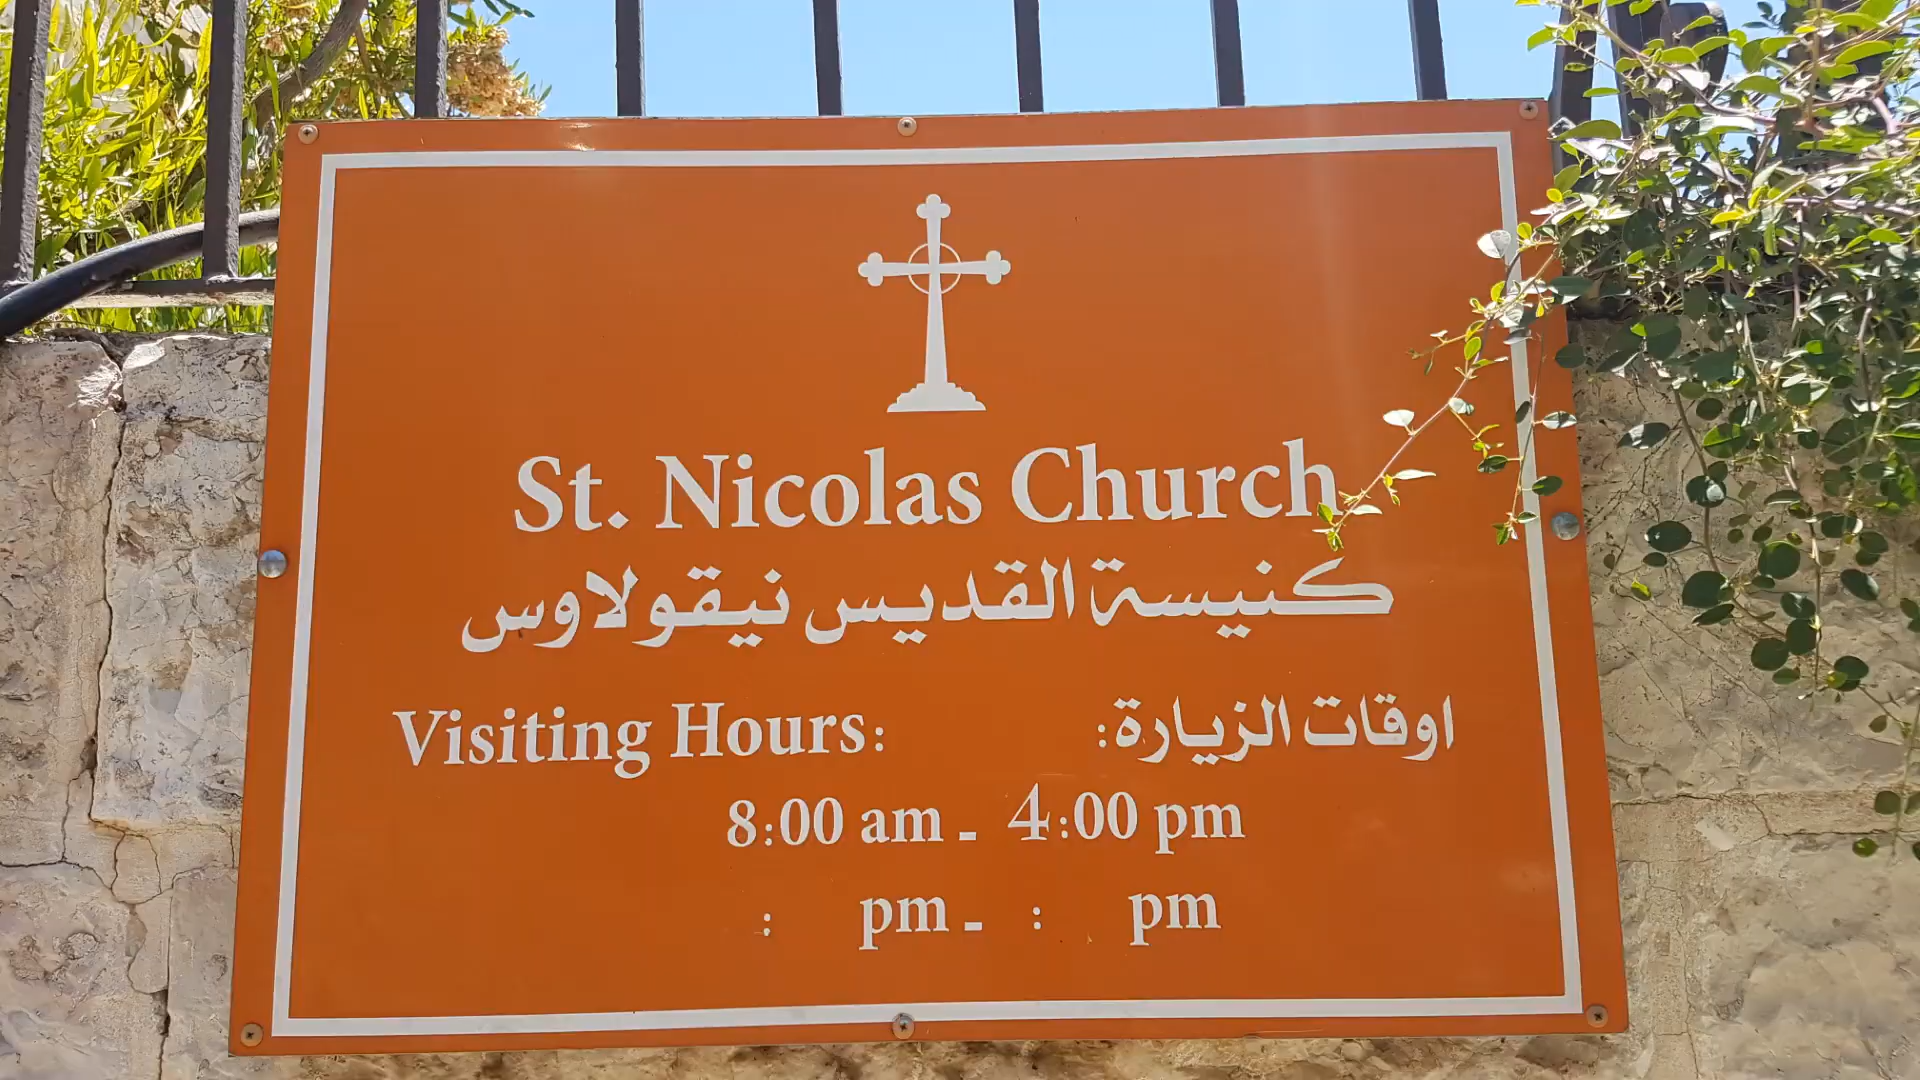 St. Nicolas Church
كنيسة القديس نيقولاوس
Visiting Hours: اوقات الزيارة:
8:00 am - 4:00 pm
: pm - : pm